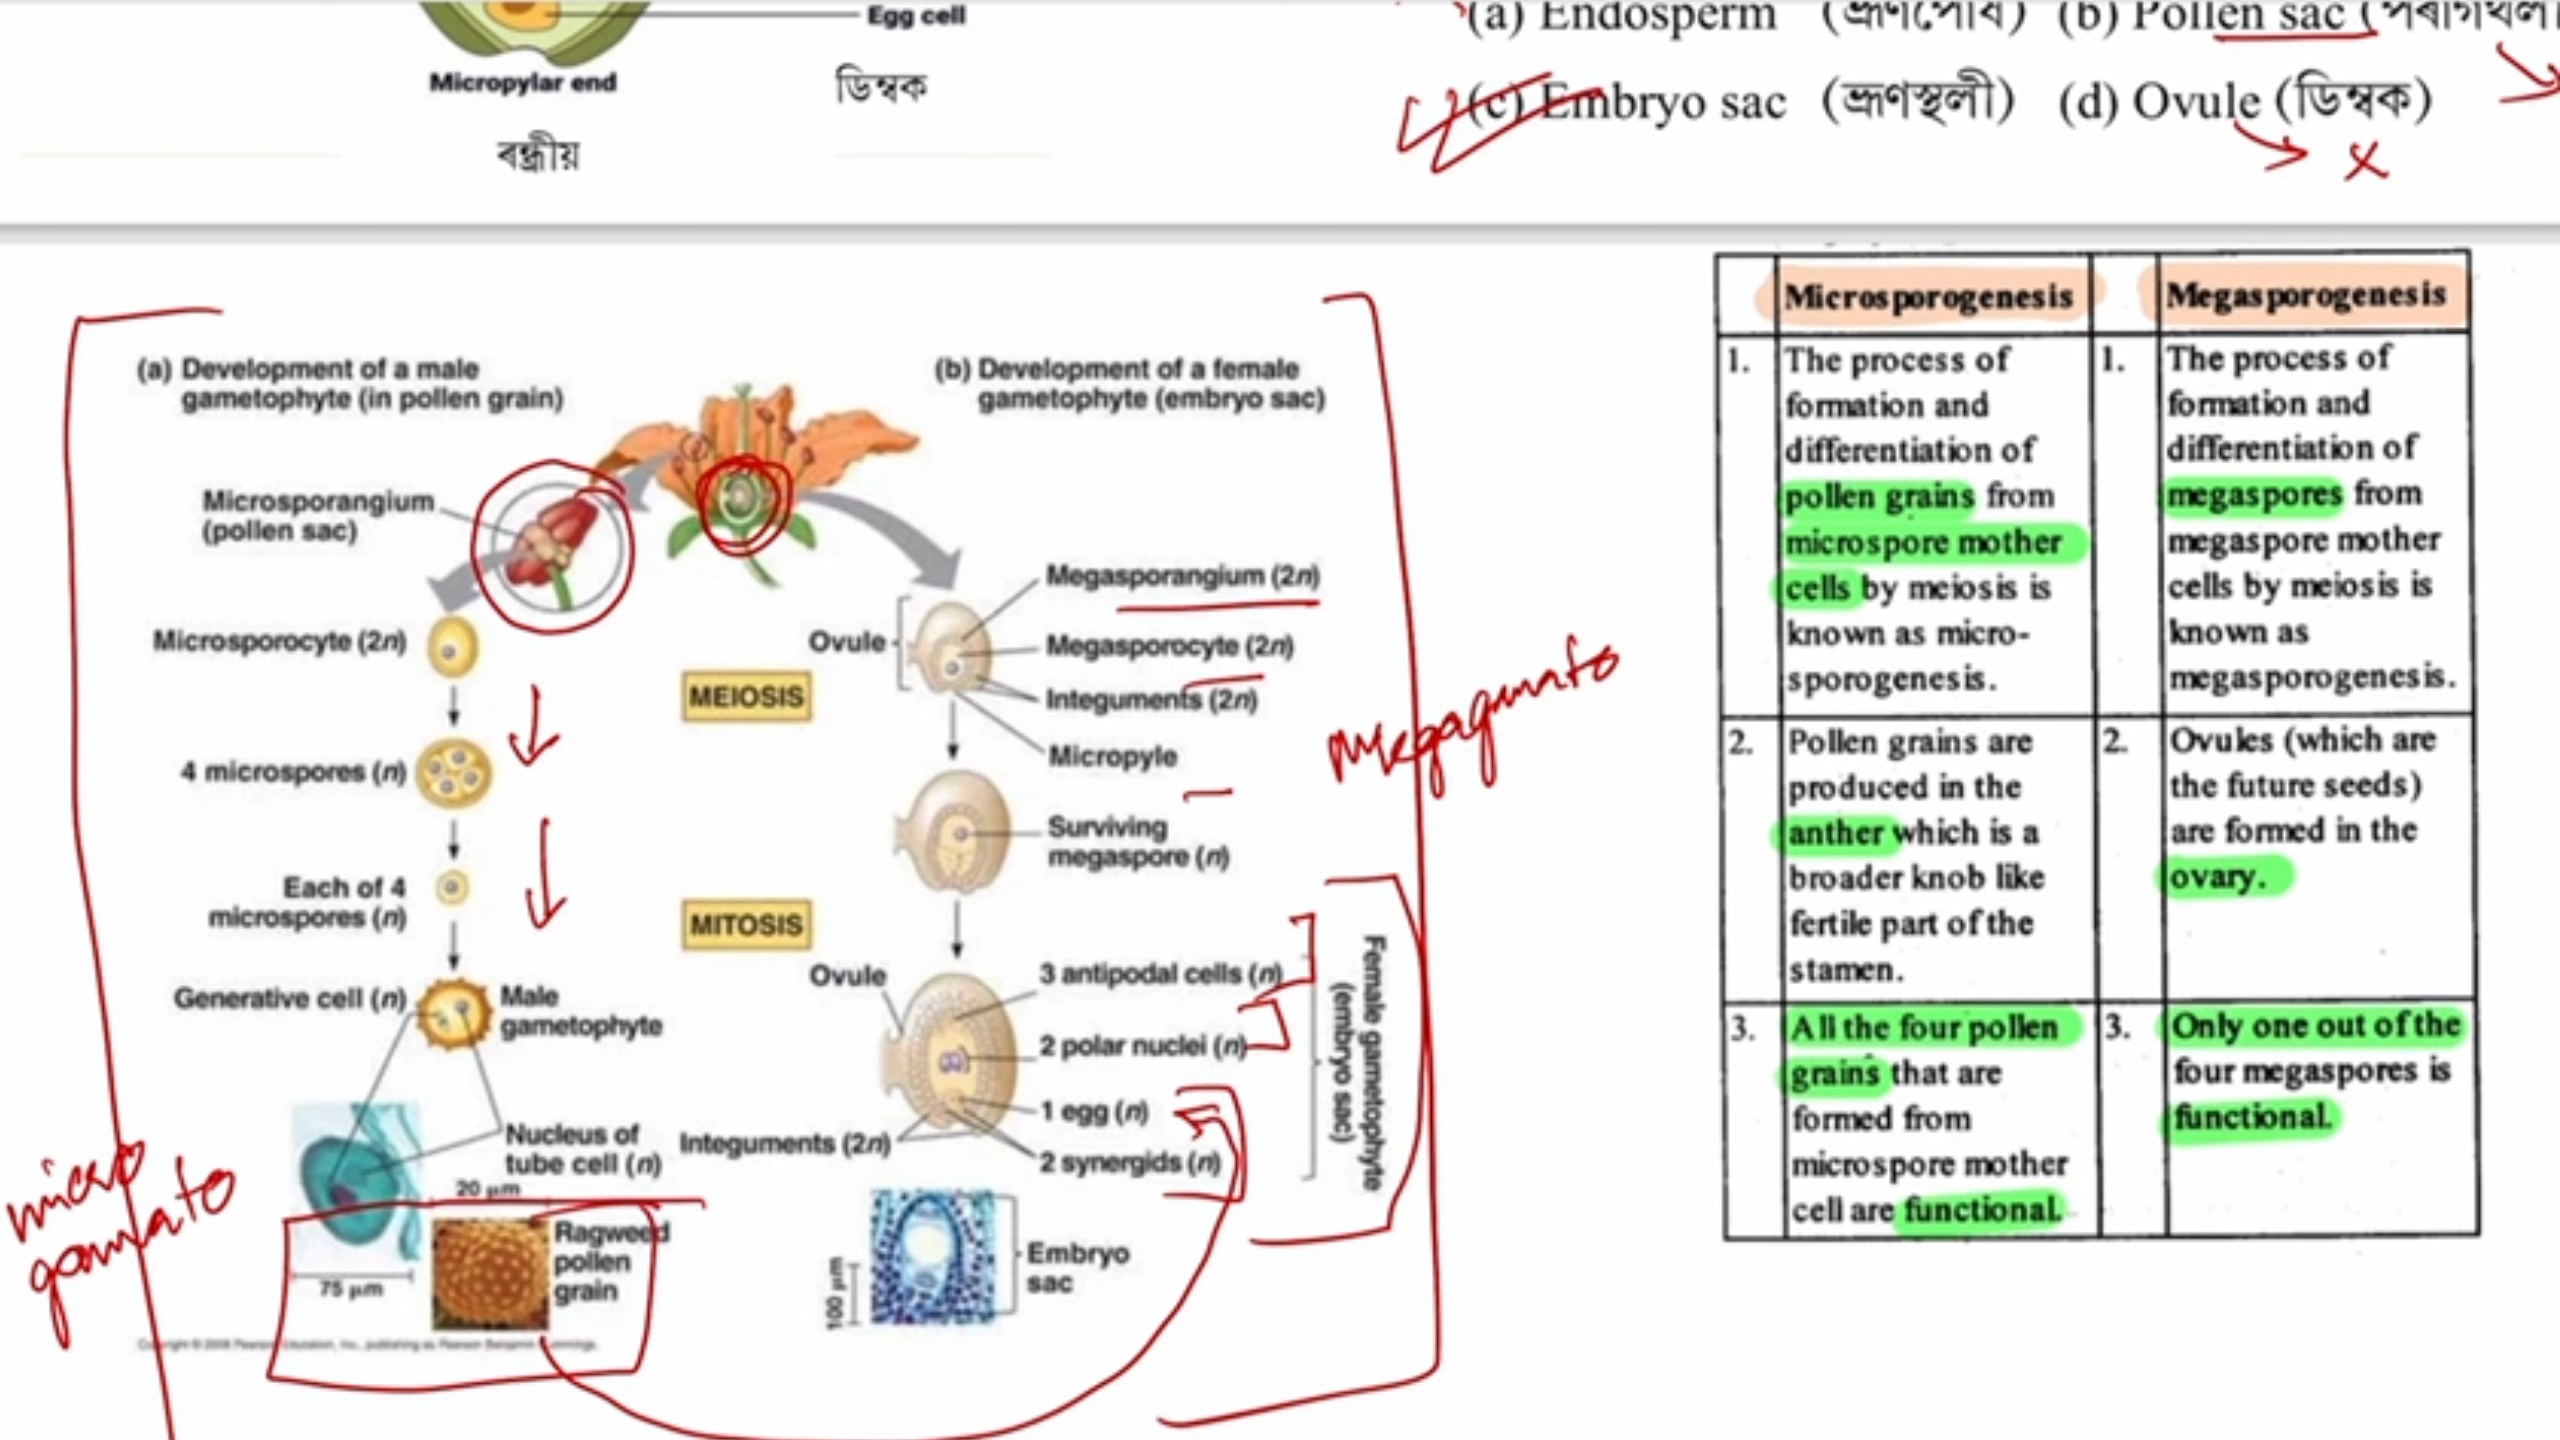 Egg cell
Micropylar end
ডিম্বক
ৰন্ধ্ৰীয়
(a) Endosperm (ভ্ৰূণপোষ) (b) Pollen sac
(c) Embryo sac (ভ্ৰূণস্থলী) (d) Ovule (ডিম্বক)
x
(a) Development of a male
gametophyte (in pollen grain)
(b) Development of a female
gametophyte (embryo sac)
Microsporangium
(pollen sac)
Microsporocyte (2n)
4 microspores (n)
Each of 4
microspores (n)
Generative cell (n)
Male
gametophyte
Nucleus of
tube cell (n)
20 µm
75 µm
Ragweed
pollen
grain
MEIOSIS
MITOSIS
Ovule
Megasporangium (2n)
Megasporocyte (2n)
Integuments (2n)
Micropyle
Surviving
megaspore (n)
Ovule
3 antipodal cells (n)
2 polar nuclei (n)
1 egg (n)
Integuments (2n)
2 synergids (n)
Female gametophyte
(embryo sac)
Embryo
sac
100 µm
micro
gamato
Megagamato
Microsporogenesis
1. The process of
formation and
differentiation of
pollen grains from
microspore mother
cells by meiosis is
known as micro-
sporogenesis.
2. Pollen grains are
produced in the
anther which is a
broader knob like
fertile part of the
stamen.
3. All the four pollen
grains that are
formed from
microspore mother
cell are functional.
Megasporogenesis
1. The process of
formation and
differentiation of
megaspores from
megaspore mother
cells by meiosis is
known as
megasporogenesis.
2. Ovules (which are
the future seeds)
are formed in the
ovary.
3. Only one out of the
four megaspores is
functional.